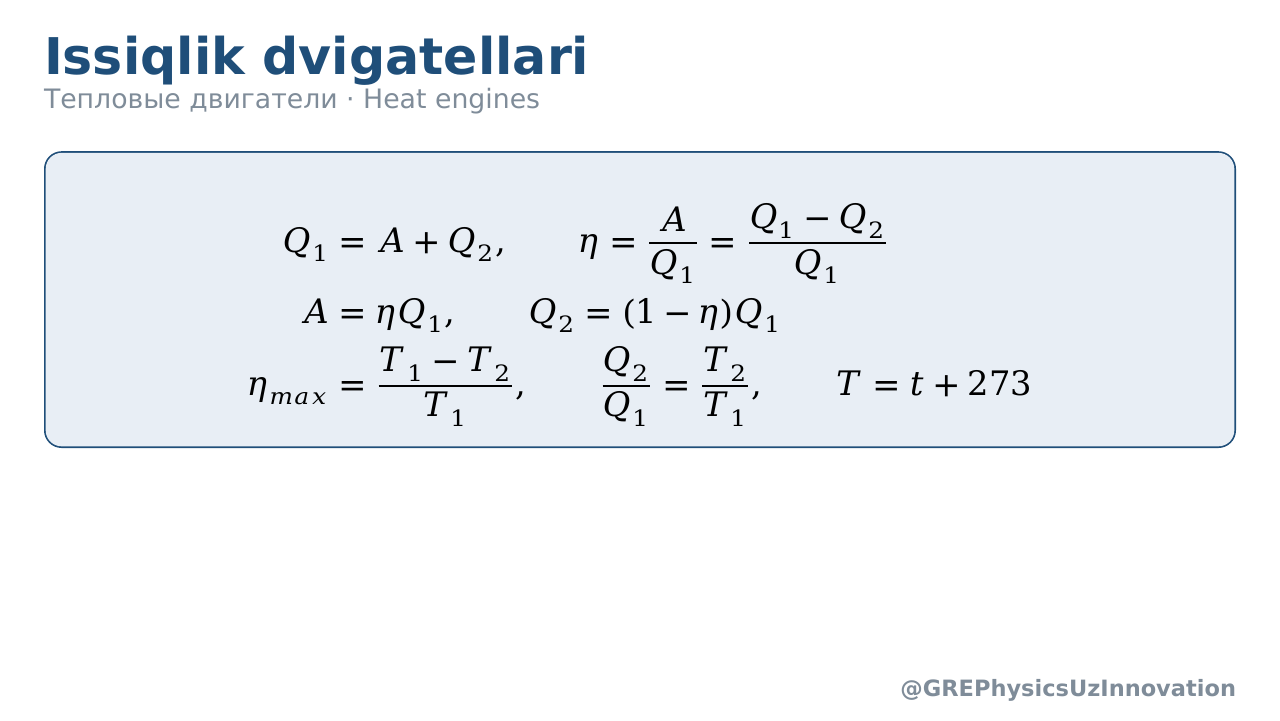 Issiqlik dvigatellari
Тепловые двигатели · Heat engines
Q₁ = A + Q₂, η = A/Q₁ = (Q₁ − Q₂)/Q₁
A = ηQ₁, Q₂ = (1 − η)Q₁
η_max = (T₁ − T₂)/T₁, Q₂/Q₁ = T₂/T₁, T = t + 273
@GREPhysicsUzInnovation